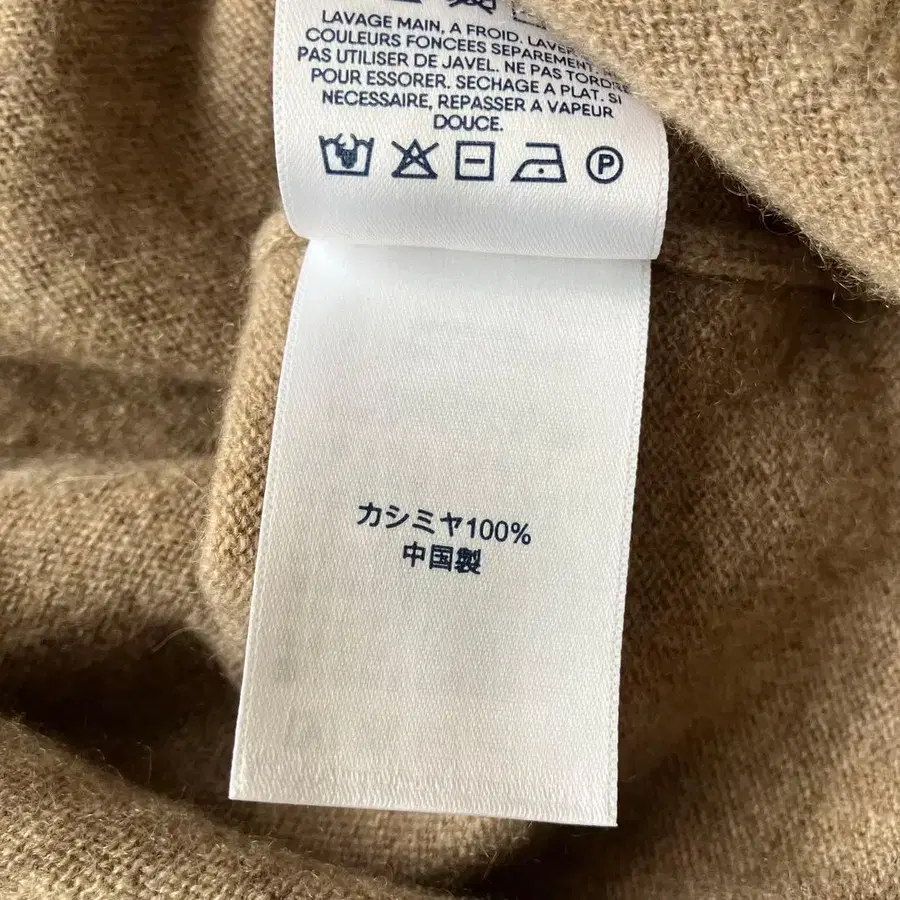 LAVAGE MAIN, A FROID. LAVER
COULEURS FONCEES SEPAREMENT
PAS UTILISER DE JAVEL. NE PAS TORDRE
POUR ESSORER. SECHAGE A PLAT. SI
NECESSAIRE, REPASSER A VAPEUR
DOUCE.
P
カシミヤ100%
中国製